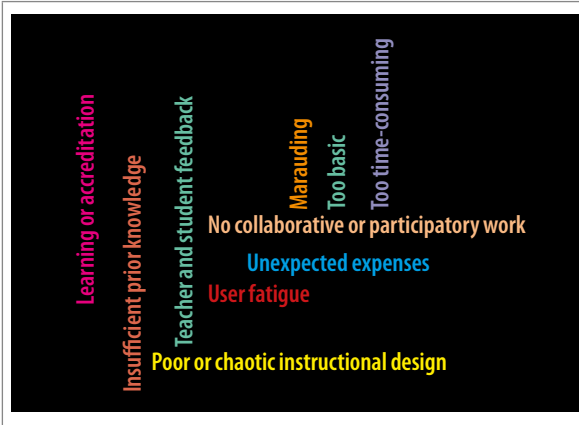 Learning or accreditation
Insufficient prior knowledge
Teacher and student feedback
Marauding
Too basic
Too time-consuming
No collaborative or participatory work
Unexpected expenses
User fatigue
Poor or chaotic instructional design